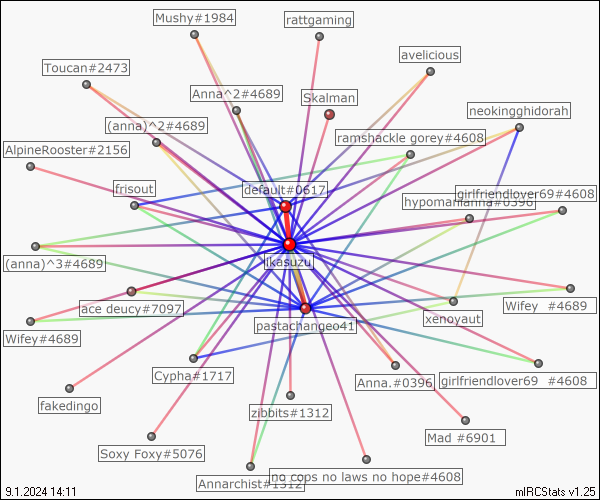 Mushy#1984
rattgaming
avelicious
Toucan#2473
Anna^2#4689
Skalman
neokingghidorah
(anna)^2#4689
ramshackle gorey#4608
AlpineRooster#2156
frisout
default#0617
girlfriendlover69#4608
hypomanianna#0396
(anna)^3#4689
ikasuzu
ace deucy#7097
Wifey #4689
xenoyaut
pastachangeo41
Wifey#4689
Cypha#1717
Anna.#0396
girlfriendlover69 #4608
fakedingo
zibbits#1312
Mad #6901
Soxy Foxy#5076
no cops no laws no hope#4608
Annarchist#1312
9.1.2024 14:11
mIRCStats v1.25